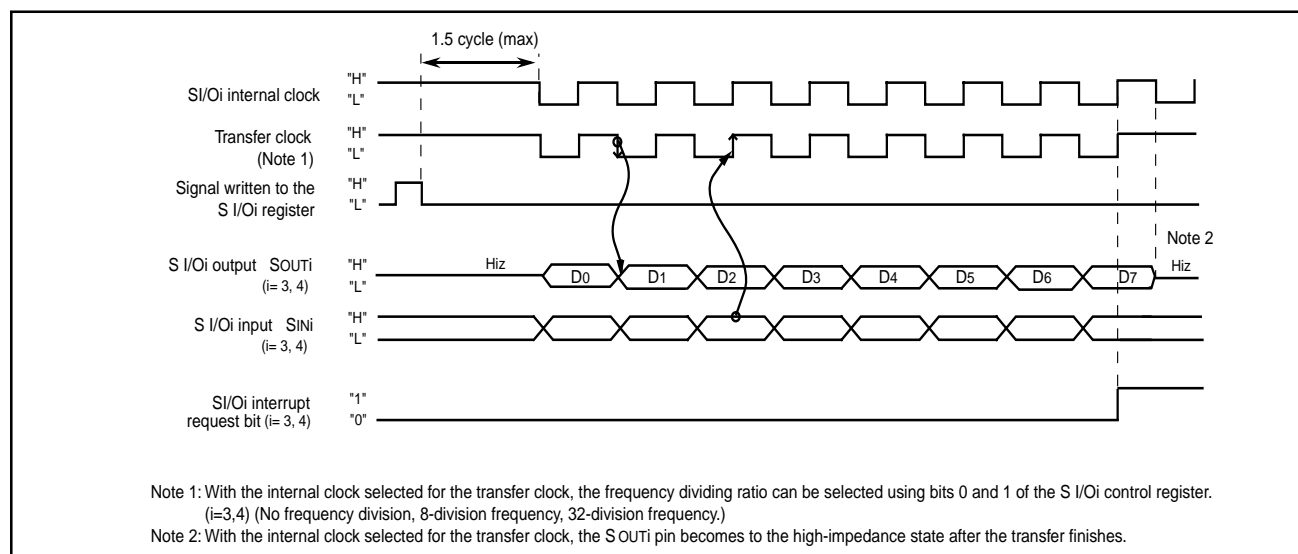 1.5 cycle (max)
SI/Oi internal clock
"H"
"L"
Transfer clock
(Note 1)
"H"
"L"
Signal written to the
S I/Oi register
"H"
"L"
Note 2
S I/Oi output SOUTi
(i= 3, 4)
"H"
"L"
Hiz D0 D1 D2 D3 D4 D5 D6 D7 Hiz
S I/Oi input SINi
(i= 3, 4)
"H"
"L"
SI/Oi interrupt
request bit (i= 3, 4)
"1"
"0"
Note 1: With the internal clock selected for the transfer clock, the frequency dividing ratio can be selected using bits 0 and 1 of the S I/Oi control register.
(i=3,4) (No frequency division, 8-division frequency, 32-division frequency.)
Note 2: With the internal clock selected for the transfer clock, the S OUTi pin becomes to the high-impedance state after the transfer finishes.